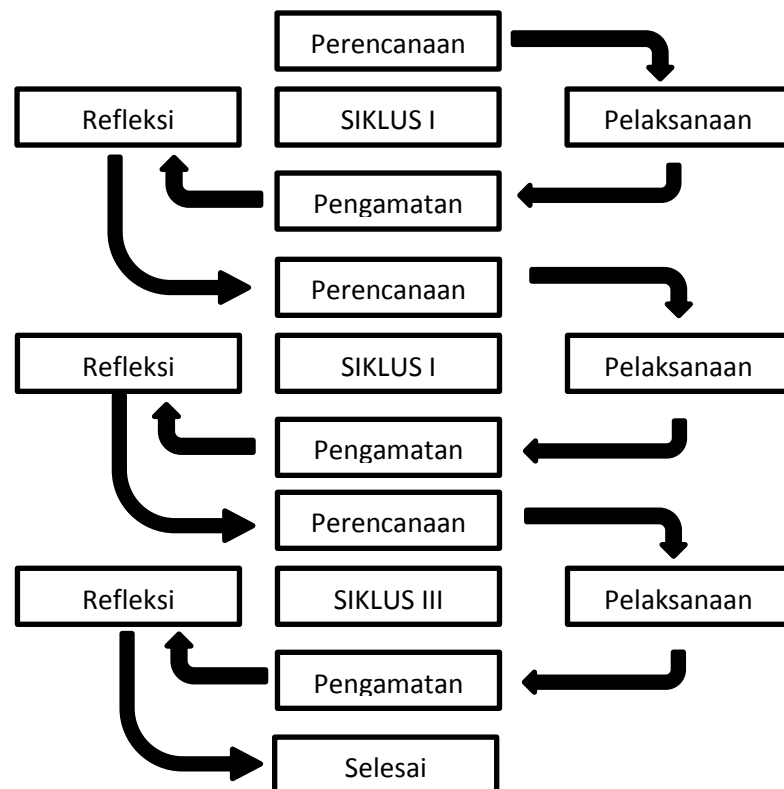 Perencanaan
Refleksi SIKLUS I Pelaksanaan
Pengamatan
Perencanaan
Refleksi SIKLUS I Pelaksanaan
Pengamatan
Perencanaan
Refleksi SIKLUS III Pelaksanaan
Pengamatan
Selesai